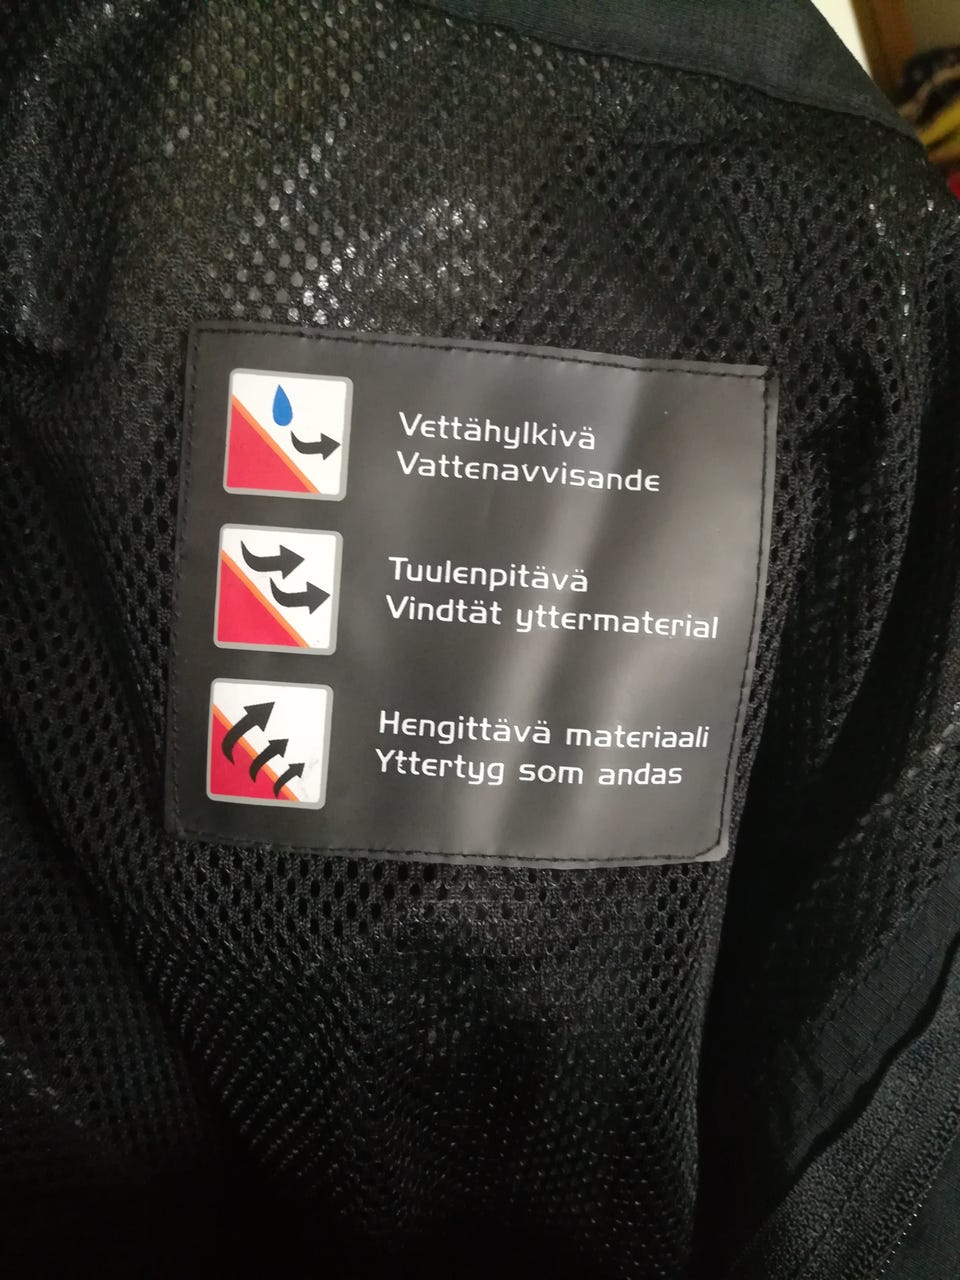 Vettähylkivä
Vattenavvisande
Tuulenpitävä
Vindtät yttermaterial
Hengittävä materiaali
Yttertyg som andas